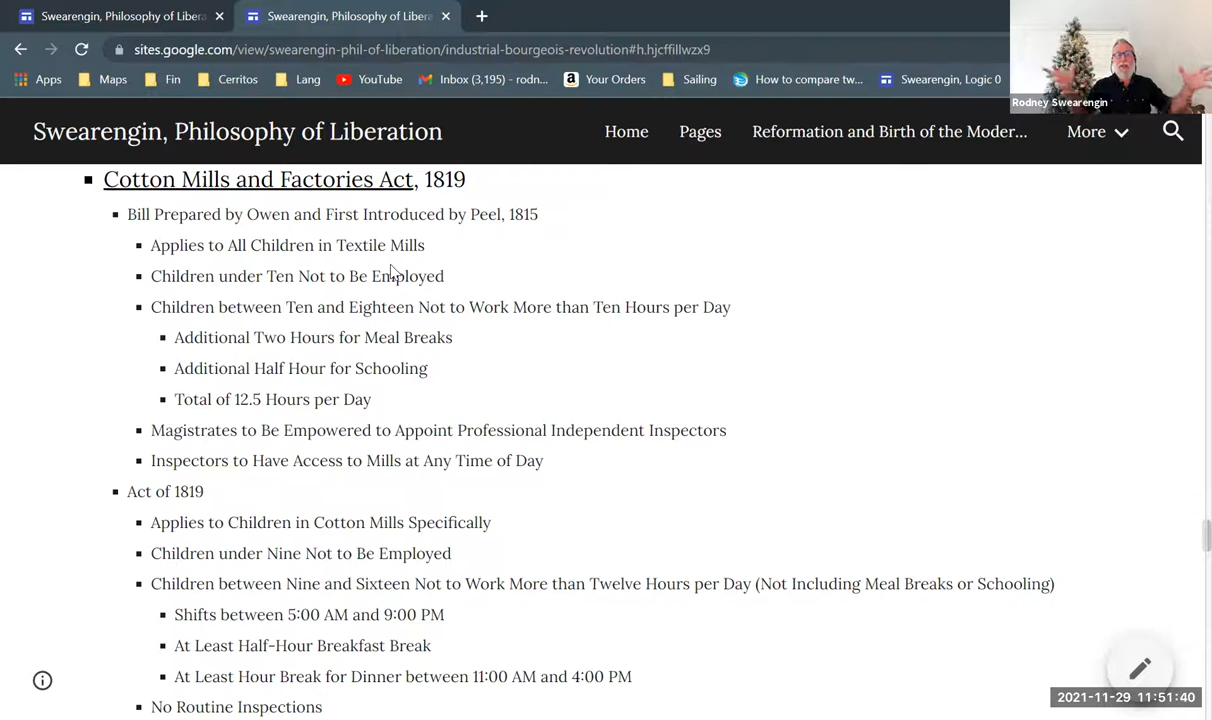 Swearengin, Philosophy of Libera
Swearengin, Philosophy of Libera
sites.google.com/view/swearengin-phil-of-liberation/industrial-bourgeois-revolution#h.hjcffillwzx9
Apps Maps Fin Cerritos Lang YouTube Inbox (3,195) - rodn... Your Orders Sailing How to compare tw... Swearengin, Logic 0
Rodney Swearengin
Swearengin, Philosophy of Liberation
Home Pages Reformation and Birth of the Moder... More
Cotton Mills and Factories Act, 1819
Bill Prepared by Owen and First Introduced by Peel, 1815
Applies to All Children in Textile Mills
Children under Ten Not to Be Employed
Children between Ten and Eighteen Not to Work More than Ten Hours per Day
Additional Two Hours for Meal Breaks
Additional Half Hour for Schooling
Total of 12.5 Hours per Day
Magistrates to Be Empowered to Appoint Professional Independent Inspectors
Inspectors to Have Access to Mills at Any Time of Day
Act of 1819
Applies to Children in Cotton Mills Specifically
Children under Nine Not to Be Employed
Children between Nine and Sixteen Not to Work More than Twelve Hours per Day (Not Including Meal Breaks or Schooling)
Shifts between 5:00 AM and 9:00 PM
At Least Half-Hour Breakfast Break
At Least Hour Break for Dinner between 11:00 AM and 4:00 PM
No Routine Inspections
2021-11-29 11:51:40